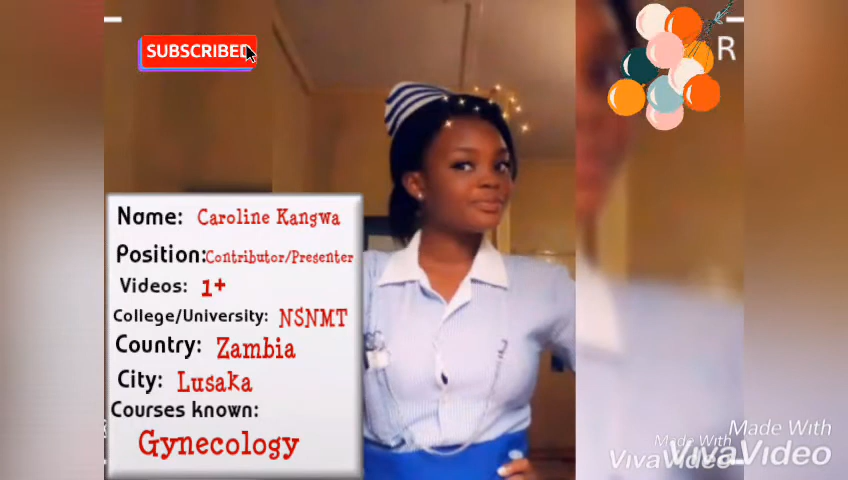 SUBSCRIBED
R
Name: Caroline Kangwa
Position:Contributor/Presenter
Videos: 1+
College/University: NSNMT
Country: Zambia
City: Lusaka
Courses known:
Gynecology
Made With
VivaVideo
Made With
VivaVideo